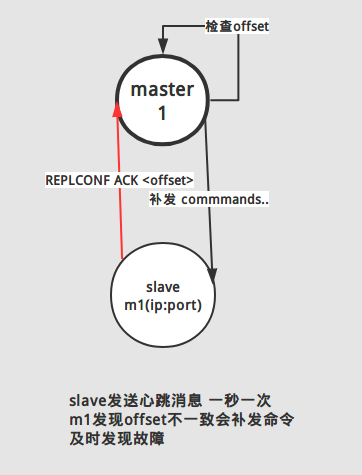 检查offset
master
1
REPLCONF ACK <offset>
补发 commmands..
slave
m1(ip:port)
slave发送心跳消息 一秒一次
m1发现offset不一致会补发命令
及时发现故障